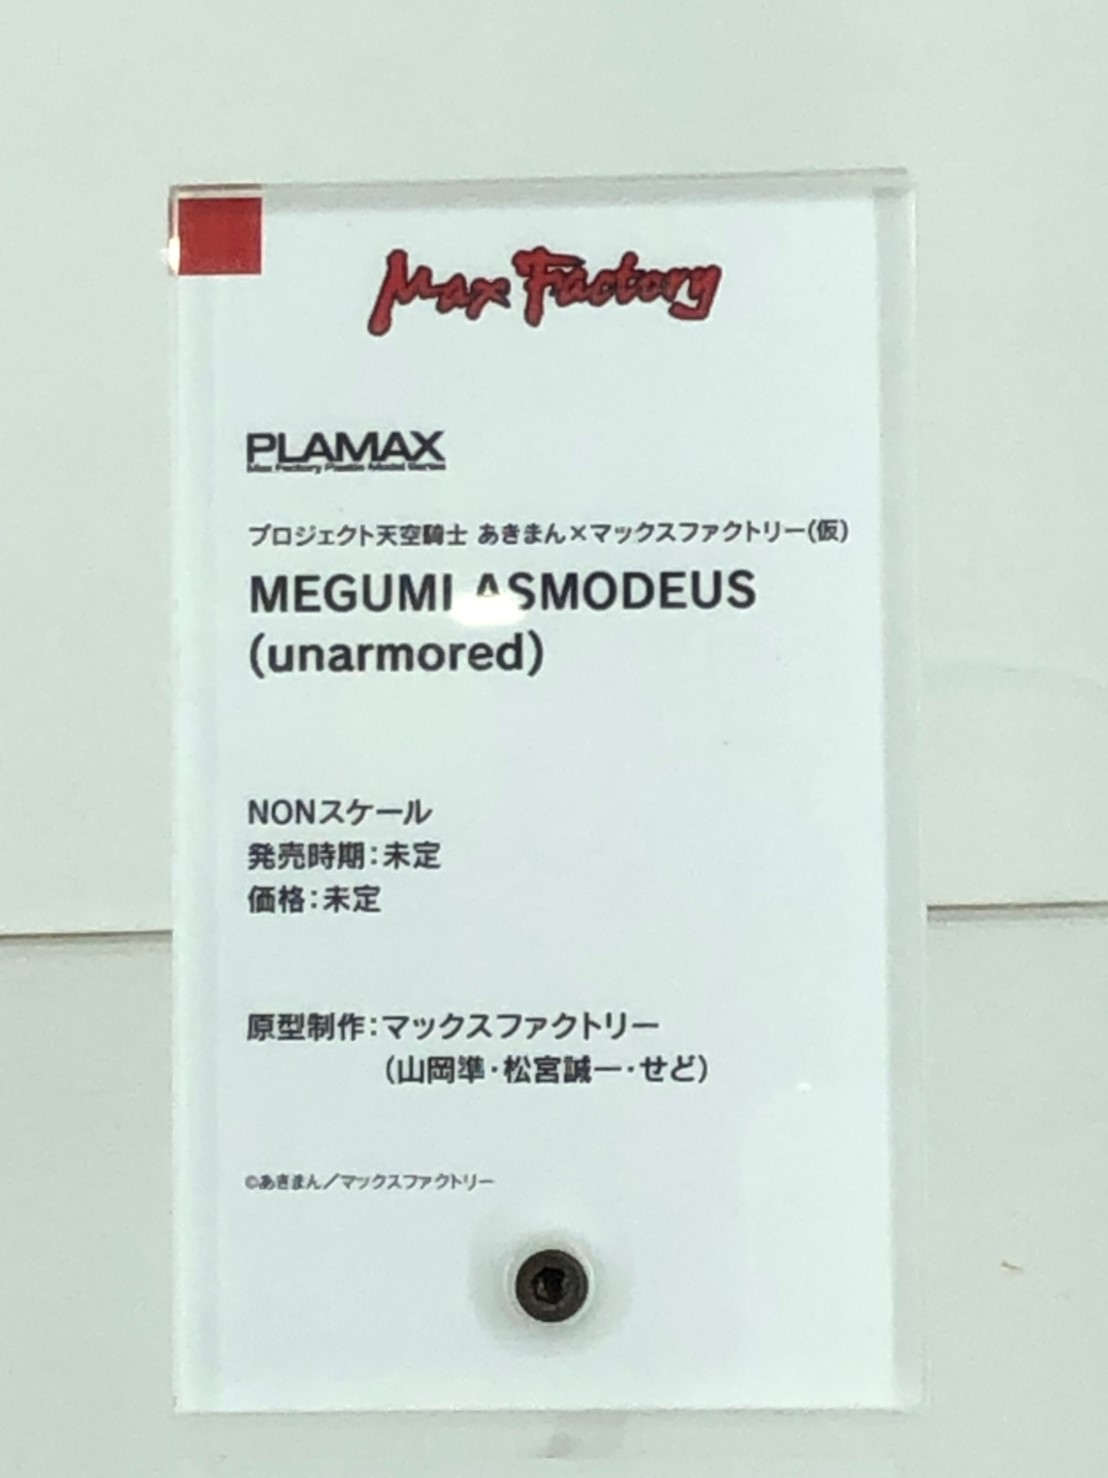 Max Factory
PLAMAX
Max Factory Plastic Model Series
プロジェクト天空騎士 あきまん×マックスファクトリー(仮)
MEGUMI ASMODEUS
(unarmored)
NONスケール
発売時期：未定
価格：未定
原型制作：マックスファクトリー
(山岡準・松宮誠一・せど)
©あきまん／マックスファクトリー